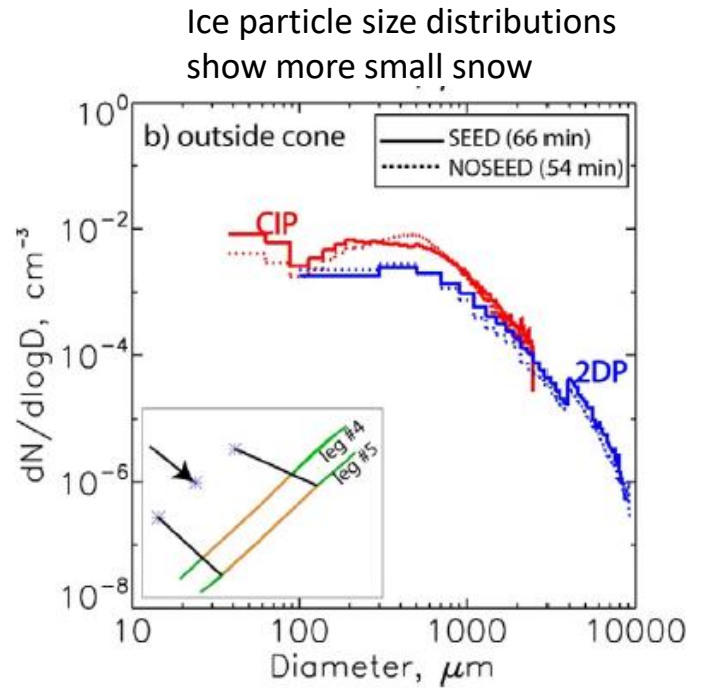 Ice particle size distributions
show more small snow
b) outside cone
SEED (66 min)
NOSEED (54 min)
CIP
2DP
leg #4
leg #5
10⁰
10⁻²
10⁻⁴
10⁻⁶
10⁻⁸
dN/dlogD, cm⁻³
10
100
1000
10000
Diameter, μm